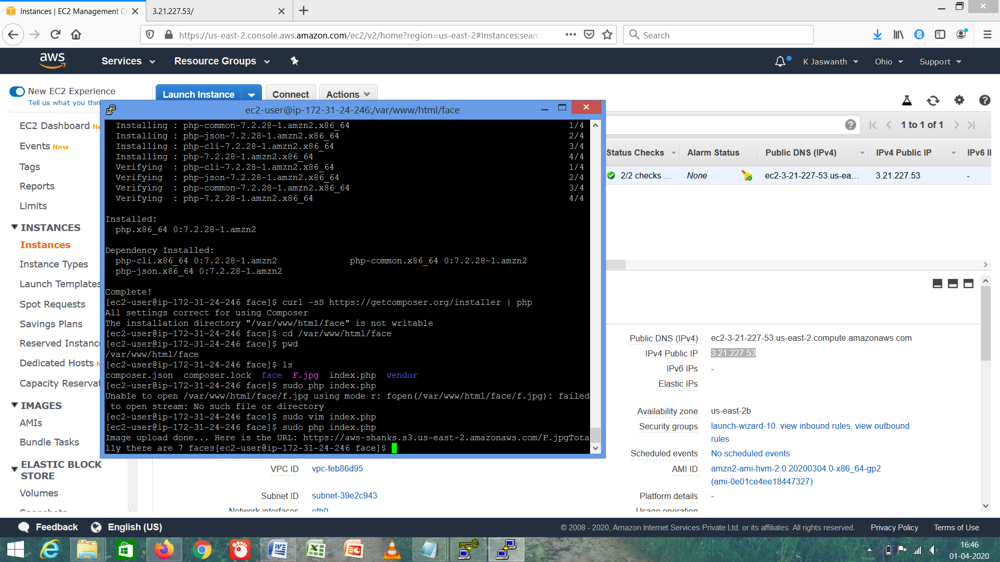 Instances | EC2 Management Co
3.21.227.53/
https://us-east-2.console.aws.amazon.com/ec2/v2/home?region=us-east-2#Instances:searc
Search
aws
Services
Resource Groups
K Jaswanth
Ohio
Support
New EC2 Experience
Tell us what you thin
Launch Instance
Connect
Actions
EC2 Dashboard Ne
Events New
Tags
Reports
Limits
INSTANCES
Instances
Instance Types
Launch Templates
Spot Requests
Savings Plans
Reserved Instanc
Dedicated Hosts N
Capacity Reservat
IMAGES
AMIs
Bundle Tasks
ELASTIC BLOCK
STORE
Volumes
ec2-user@ip-172-31-24-246:/var/www/html/face
Installing : php-common-7.2.28-1.amzn2.x86_64 1/4
Installing : php-json-7.2.28-1.amzn2.x86_64 2/4
Installing : php-cli-7.2.28-1.amzn2.x86_64 3/4
Installing : php-7.2.28-1.amzn2.x86_64 4/4
Verifying : php-cli-7.2.28-1.amzn2.x86_64 1/4
Verifying : php-json-7.2.28-1.amzn2.x86_64 2/4
Verifying : php-common-7.2.28-1.amzn2.x86_64 3/4
Verifying : php-7.2.28-1.amzn2.x86_64 4/4
Installed:
php.x86_64 0:7.2.28-1.amzn2
Dependency Installed:
php-cli.x86_64 0:7.2.28-1.amzn2 php-common.x86_64 0:7.2.28-1.amzn2
php-json.x86_64 0:7.2.28-1.amzn2
Complete!
[ec2-user@ip-172-31-24-246 face]$ curl -sS https://getcomposer.org/installer | php
All settings correct for using Composer
The installation directory "/var/www/html/face" is not writable
[ec2-user@ip-172-31-24-246 face]$ cd /var/www/html/face
[ec2-user@ip-172-31-24-246 face]$ pwd
/var/www/html/face
[ec2-user@ip-172-31-24-246 face]$ ls
composer.json composer.lock face F.jpg index.php vendor
[ec2-user@ip-172-31-24-246 face]$ sudo php index.php
Unable to open /var/www/html/face/f.jpg using mode r: fopen(/var/www/html/face/f.jpg): failed
to open stream: No such file or directory
[ec2-user@ip-172-31-24-246 face]$ sudo vim index.php
[ec2-user@ip-172-31-24-246 face]$ sudo php index.php
Image upload done... Here is the URL: https://aws-shanks.s3.us-east-2.amazonaws.com/F.jpgTota
lly there are 7 faces[ec2-user@ip-172-31-24-246 face]$
1 to 1 of 1
Status Checks Alarm Status Public DNS (IPv4) IPv4 Public IP IPv6 I
2/2 checks ... None ec2-3-21-227-53.us-ea... 3.21.227.53 -
Public DNS (IPv4) ec2-3-21-227-53.us-east-2.compute.amazonaws.com
IPv4 Public IP 3.21.227.53
IPv6 IPs -
Elastic IPs
Availability zone us-east-2b
Security groups launch-wizard-10. view inbound rules. view outbound
rules
Scheduled events No scheduled events
VPC ID vpc-feb86d95
AMI ID amzn2-ami-hvm-2.0.20200304.0-x86_64-gp2
(ami-0e01ce4ee18447327)
Subnet ID subnet-39e2c943
Platform details -
Network interfaces eth0
Usage operation
Feedback
English (US)
© 2008 - 2020, Amazon Internet Services Private Ltd. or its affiliates. All rights reserved.
Privacy Policy
Terms of Use
16:46
01-04-2020